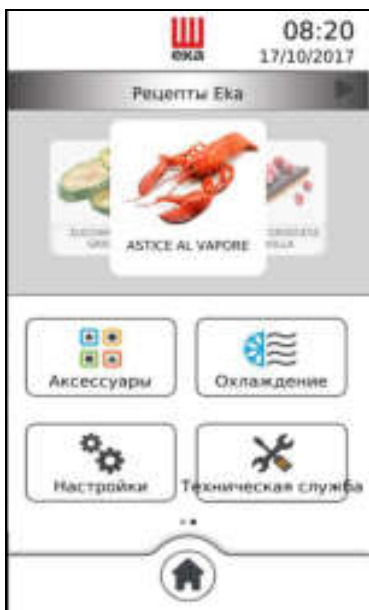 08:20
eka 17/10/2017
Рецепты Eka
ASTICE AL VAPORE
Аксессуары
Охлаждение
Настройки
Техническая служба